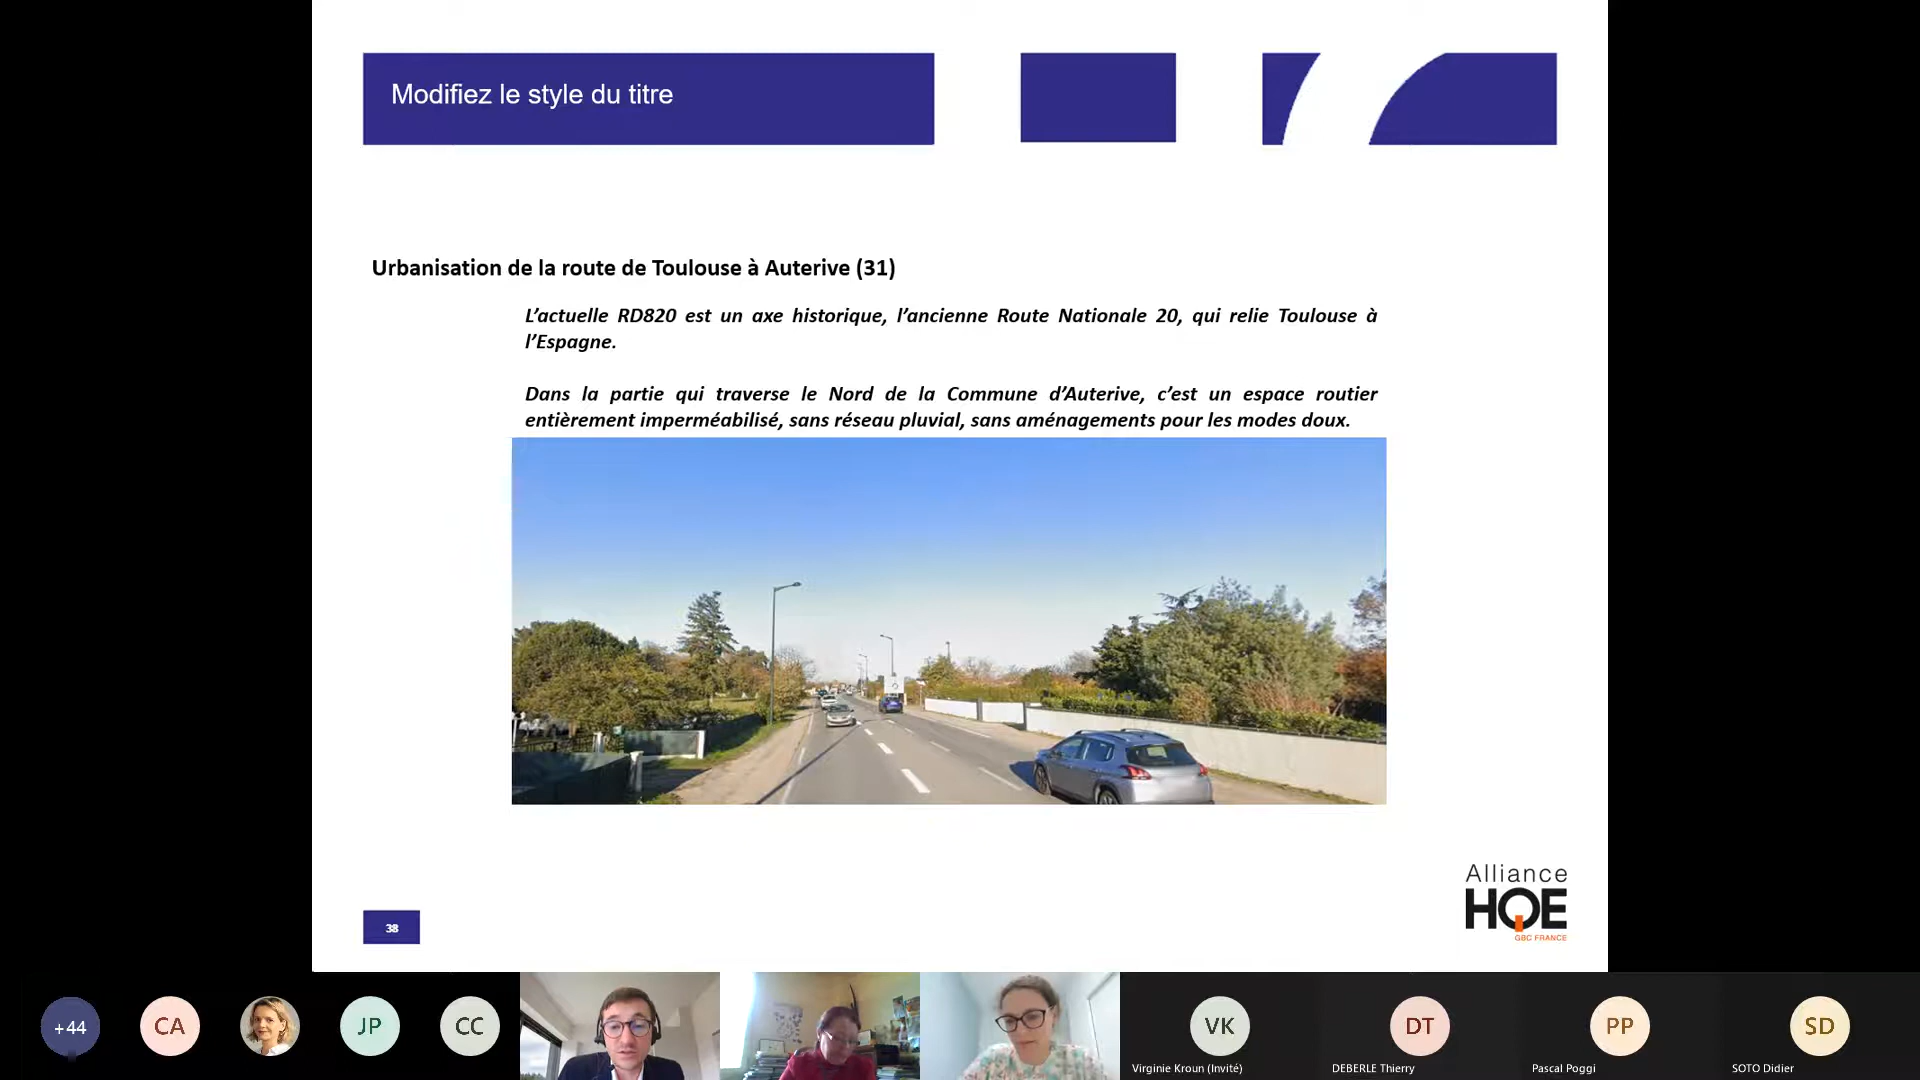 Modifiez le style du titre
Urbanisation de la route de Toulouse à Auterive (31)
L’actuelle RD820 est un axe historique, l’ancienne Route Nationale 20, qui relie Toulouse à
l’Espagne.
Dans la partie qui traverse le Nord de la Commune d’Auterive, c’est un espace routier
entièrement imperméabilisé, sans réseau pluvial, sans aménagements pour les modes doux.
Alliance
HQE
GBC FRANCE
38
+44
CA
JP
CC
VK
DT
PP
SD
Virginie Kroun (Invité)
DEBERLE Thierry
Pascal Poggi
SOTO Didier